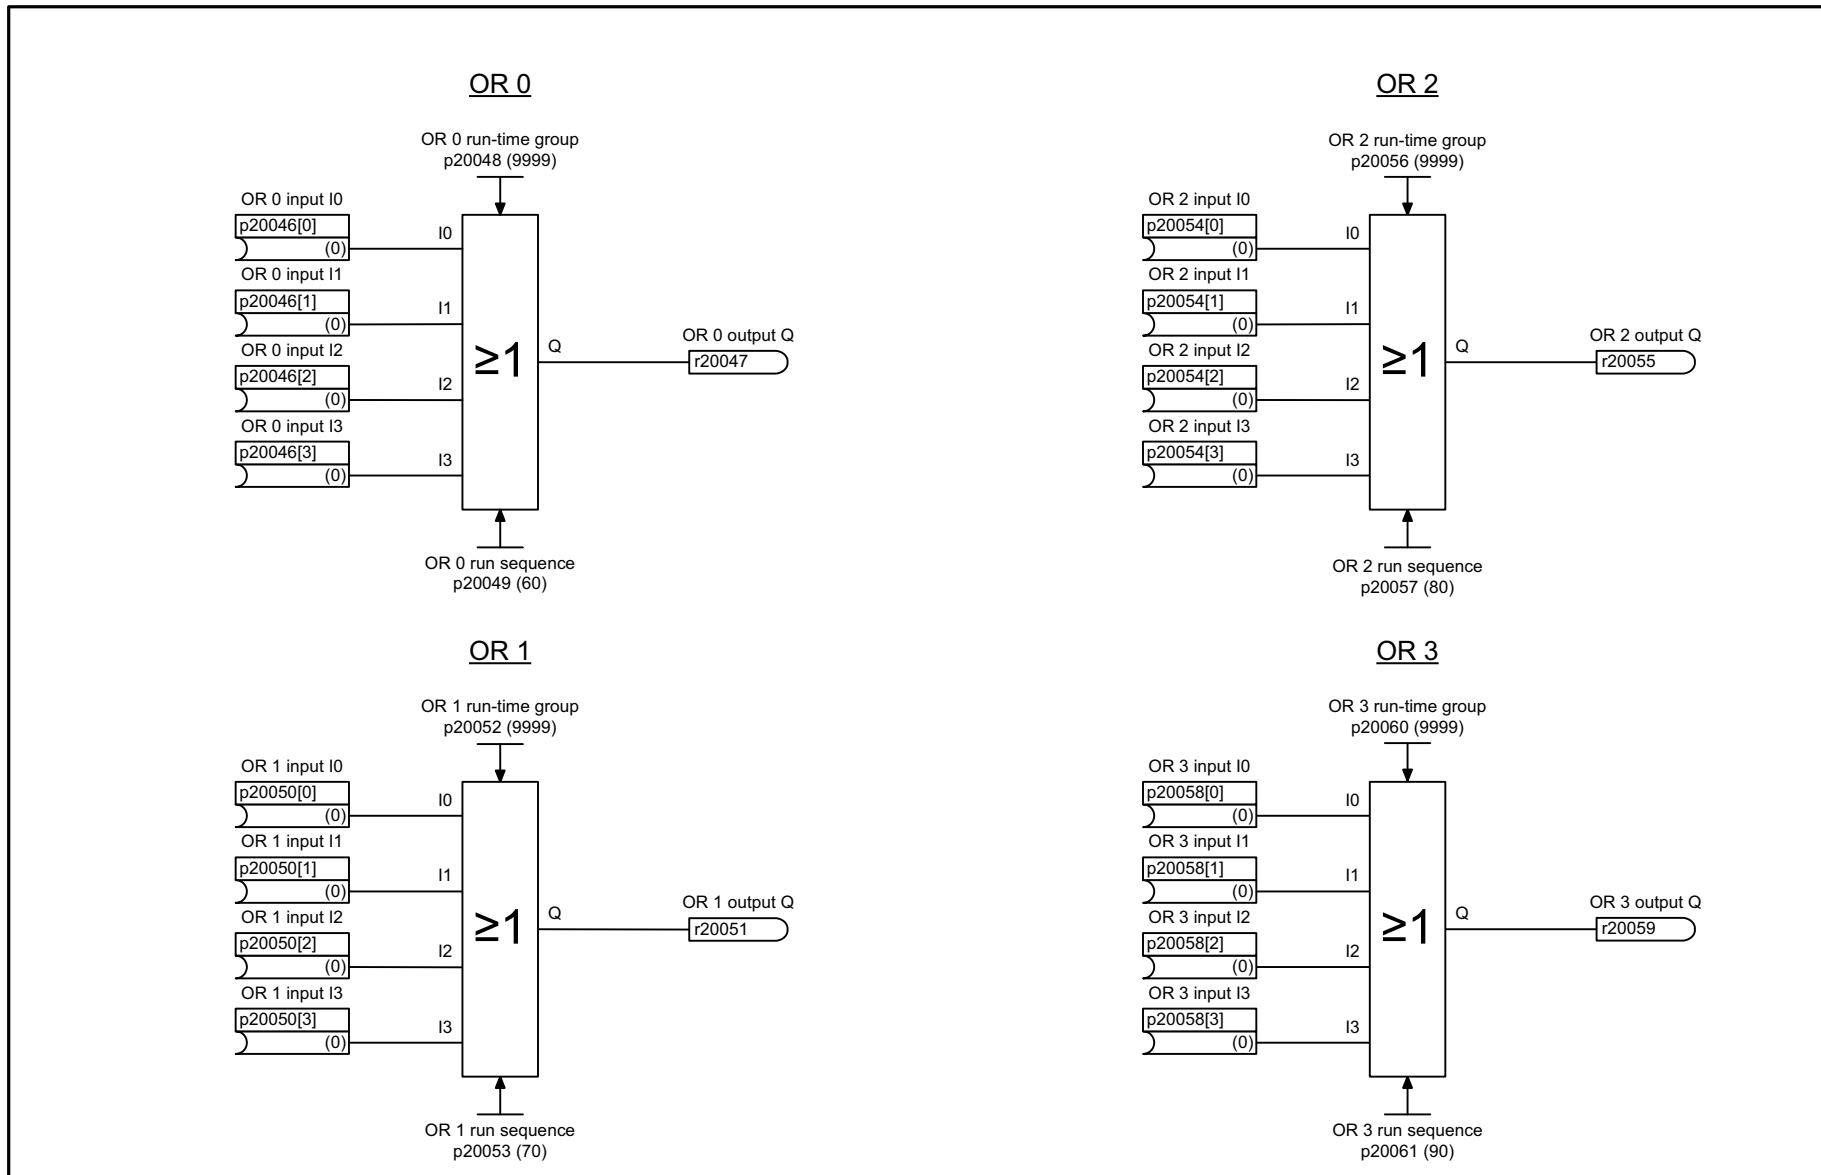 OR 0
OR 0 run-time group
p20048 (9999)
OR 0 input I0
p20046[0]
(0)
I0
OR 0 input I1
p20046[1]
(0)
I1
OR 0 input I2
p20046[2]
(0)
I2
OR 0 input I3
p20046[3]
(0)
I3
≥1
Q
OR 0 output Q
r20047
OR 0 run sequence
p20049 (60)
OR 2
OR 2 run-time group
p20056 (9999)
OR 2 input I0
p20054[0]
(0)
I0
OR 2 input I1
p20054[1]
(0)
I1
OR 2 input I2
p20054[2]
(0)
I2
OR 2 input I3
p20054[3]
(0)
I3
≥1
Q
OR 2 output Q
r20055
OR 2 run sequence
p20057 (80)
OR 1
OR 1 run-time group
p20052 (9999)
OR 1 input I0
p20050[0]
(0)
I0
OR 1 input I1
p20050[1]
(0)
I1
OR 1 input I2
p20050[2]
(0)
I2
OR 1 input I3
p20050[3]
(0)
I3
≥1
Q
OR 1 output Q
r20051
OR 1 run sequence
p20053 (70)
OR 3
OR 3 run-time group
p20060 (9999)
OR 3 input I0
p20058[0]
(0)
I0
OR 3 input I1
p20058[1]
(0)
I1
OR 3 input I2
p20058[2]
(0)
I2
OR 3 input I3
p20058[3]
(0)
I3
≥1
Q
OR 3 output Q
r20059
OR 3 run sequence
p20061 (90)